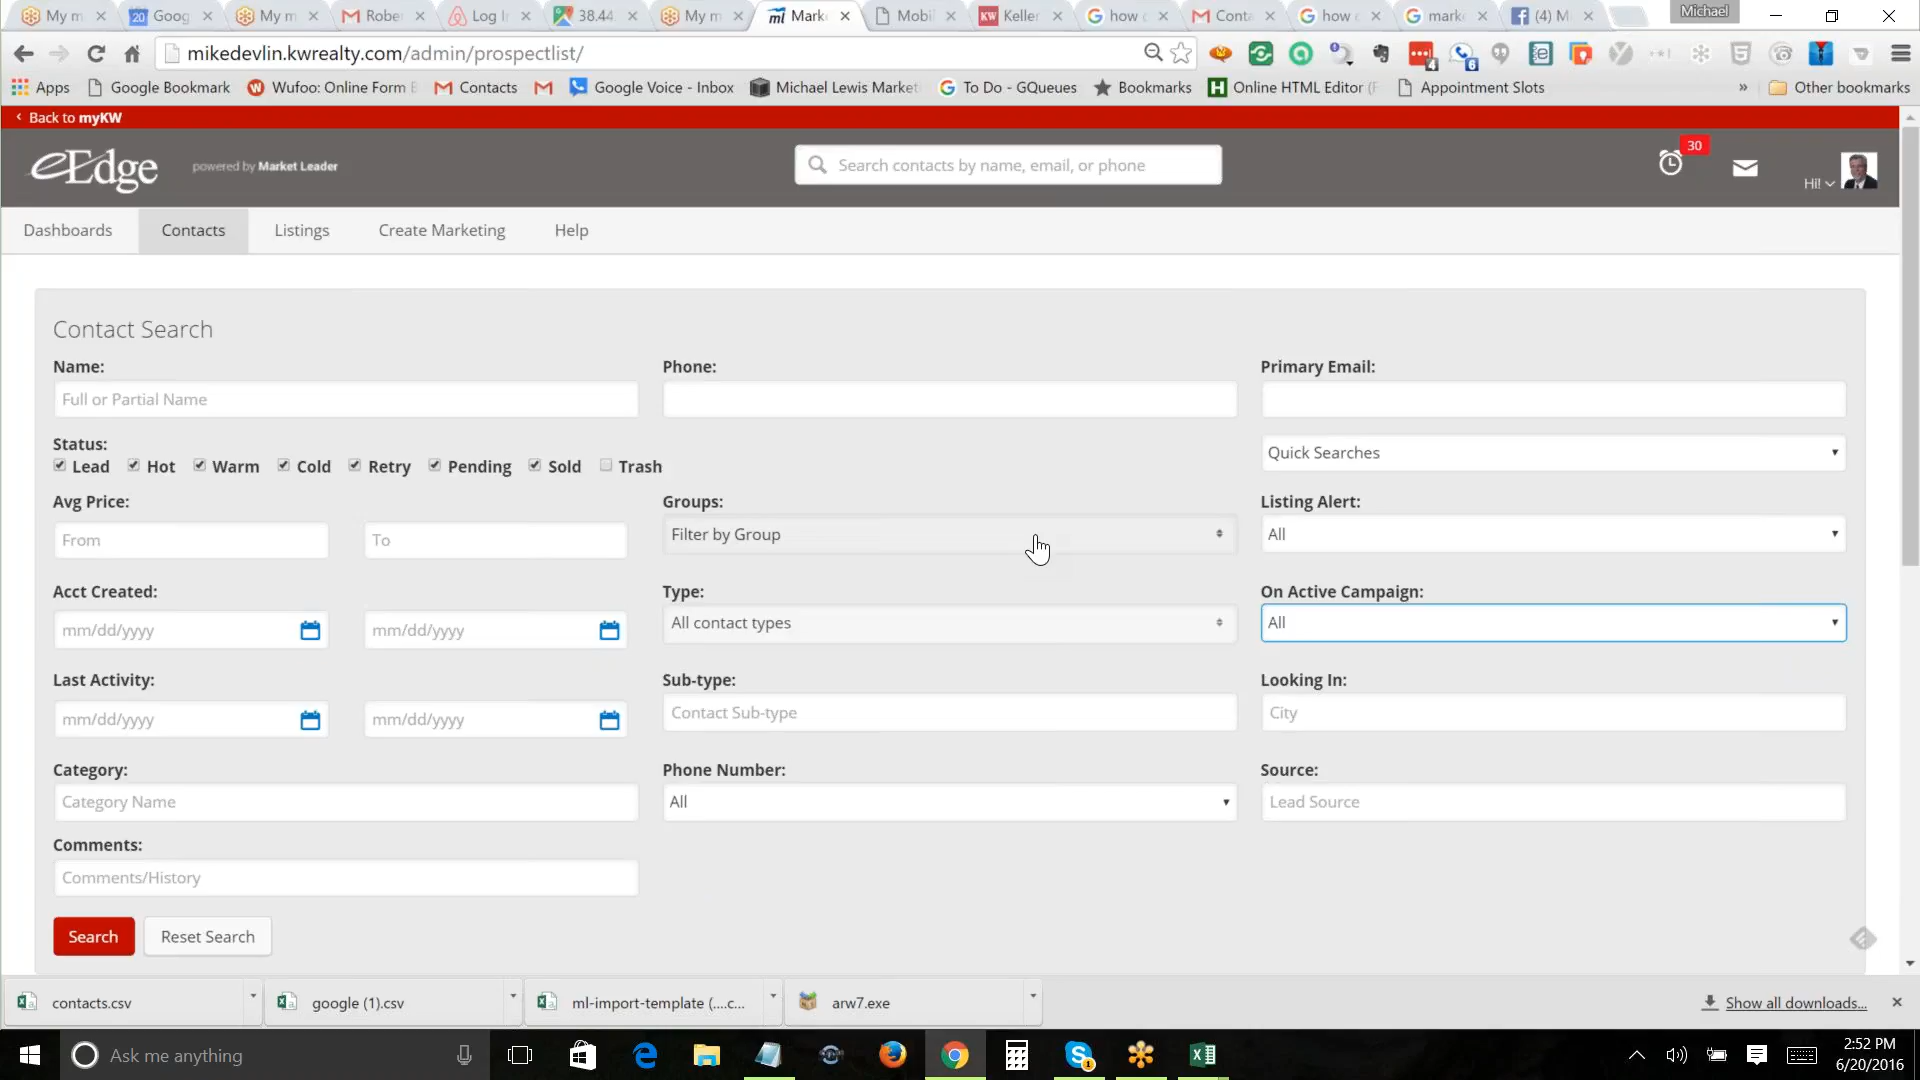 My m
20 Goog
My m
Rober
Log I
38.44
My m
Mark
Mobil
KW Keller
how
Conta
how
marke
(4) M
Michael
mikedevlin.kwrealty.com/admin/prospectlist/
4
6
Apps
Google Bookmark
Wufoo: Online Form
Contacts
Google Voice - Inbox
Michael Lewis Market
To Do - GQueues
Bookmarks
H Online HTML Editor (F
Appointment Slots
»
Other bookmarks
‹ Back to myKW
eEdge
powered by Market Leader
Search contacts by name, email, or phone
30
Hi!
Dashboards
Contacts
Listings
Create Marketing
Help
Contact Search
Name:
Phone:
Primary Email:
Full or Partial Name
Status:
Lead
Hot
Warm
Cold
Retry
Pending
Sold
Trash
Quick Searches
Avg Price:
Groups:
Listing Alert:
From
To
Filter by Group
All
Acct Created:
Type:
On Active Campaign:
mm/dd/yyyy
mm/dd/yyyy
All contact types
All
Last Activity:
Sub-type:
Looking In:
mm/dd/yyyy
mm/dd/yyyy
Contact Sub-type
City
Category:
Phone Number:
Source:
Category Name
All
Lead Source
Comments:
Comments/History
Search
Reset Search
contacts.csv
google (1).csv
ml-import-template (....c...
arw7.exe
Show all downloads...
Ask me anything
2:52 PM
6/20/2016